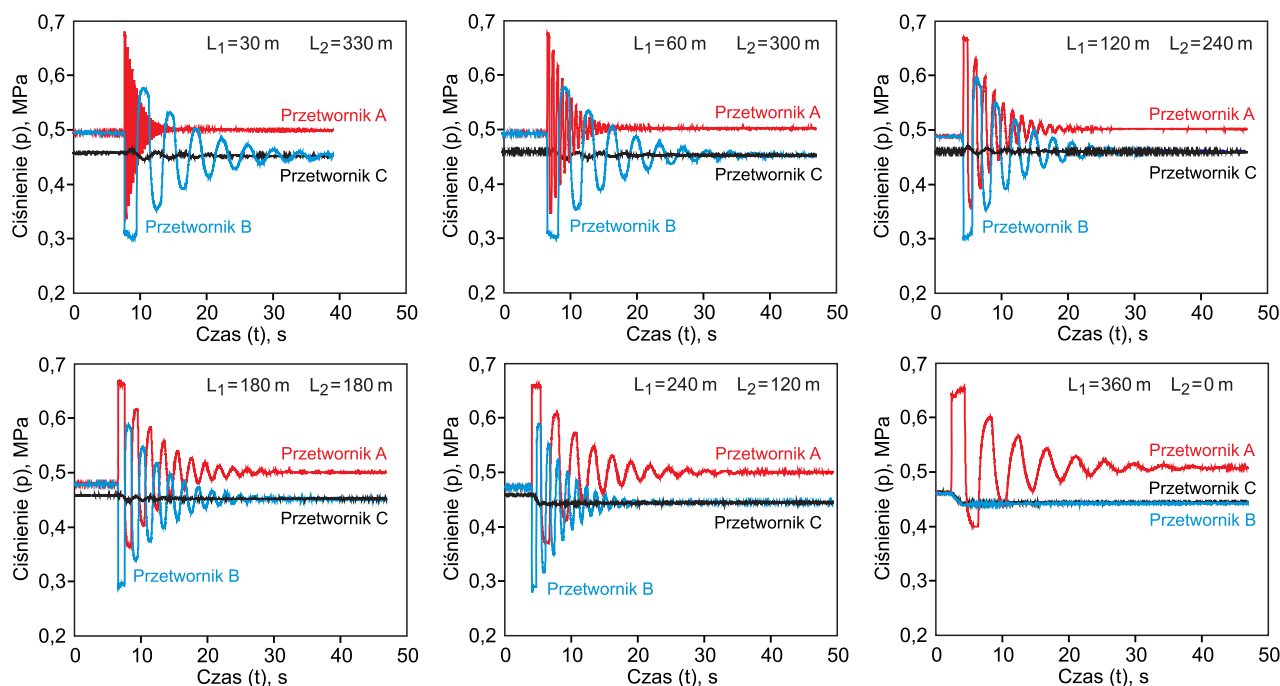 0,7
0,6
0,5
0,4
0,3
0,2
Ciśnienie (p), MPa
L1=30 m L2=330 m
Przetwornik A
Przetwornik C
Przetwornik B
0 10 20 30 40 50
Czas (t), s
0,7
0,6
0,5
0,4
0,3
0,2
Ciśnienie (p), MPa
L1=60 m L2=300 m
Przetwornik A
Przetwornik C
Przetwornik B
0 10 20 30 40 50
Czas (t), s
0,7
0,6
0,5
0,4
0,3
0,2
Ciśnienie (p), MPa
L1=120 m L2=240 m
Przetwornik A
Przetwornik C
Przetwornik B
0 10 20 30 40 50
Czas (t), s
0,7
0,6
0,5
0,4
0,3
0,2
Ciśnienie (p), MPa
L1=180 m L2=180 m
Przetwornik A
Przetwornik C
Przetwornik B
0 10 20 30 40 50
Czas (t), s
0,7
0,6
0,5
0,4
0,3
0,2
Ciśnienie (p), MPa
L1=240 m L2=120 m
Przetwornik A
Przetwornik C
Przetwornik B
0 10 20 30 40 50
Czas (t), s
0,7
0,6
0,5
0,4
0,3
0,2
Ciśnienie (p), MPa
L1=360 m L2=0 m
Przetwornik A
Przetwornik C
Przetwornik B
0 10 20 30 40 50
Czas (t), s